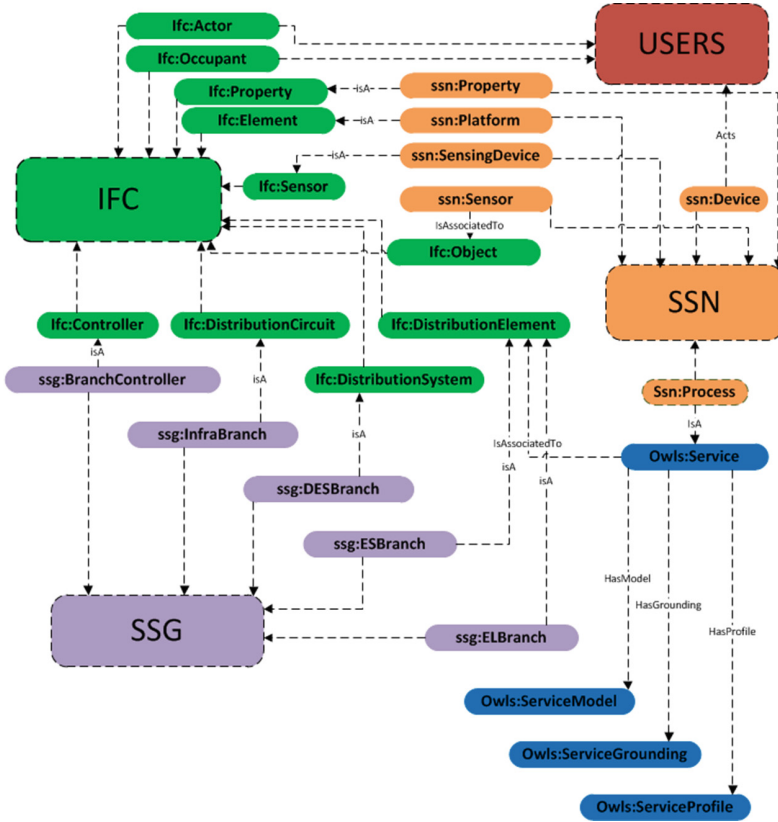 Ifc:Actor
USERS
Ifc:Occupant
Ifc:Property
isA
ssn:Property
Ifc:Element
isA
ssn:Platform
Acts
isA
ssn:SensingDevice
IFC
Ifc:Sensor
ssn:Sensor
ssn:Device
IsAssociatedTo
Ifc:Object
SSN
Ifc:Controller
Ifc:DistributionCircuit
Ifc:DistributionElement
isA
ssg:BranchController
isA
Ifc:DistributionSystem
Ssn:Process
IsA
ssg:InfraBranch
isA
IsAssociatedTo
Owls:Service
isA
isA
ssg:DESBranch
ssg:ESBranch
HasModel
HasGrounding
SSG
ssg:ELBranch
HasProfile
Owls:ServiceModel
Owls:ServiceGrounding
Owls:ServiceProfile